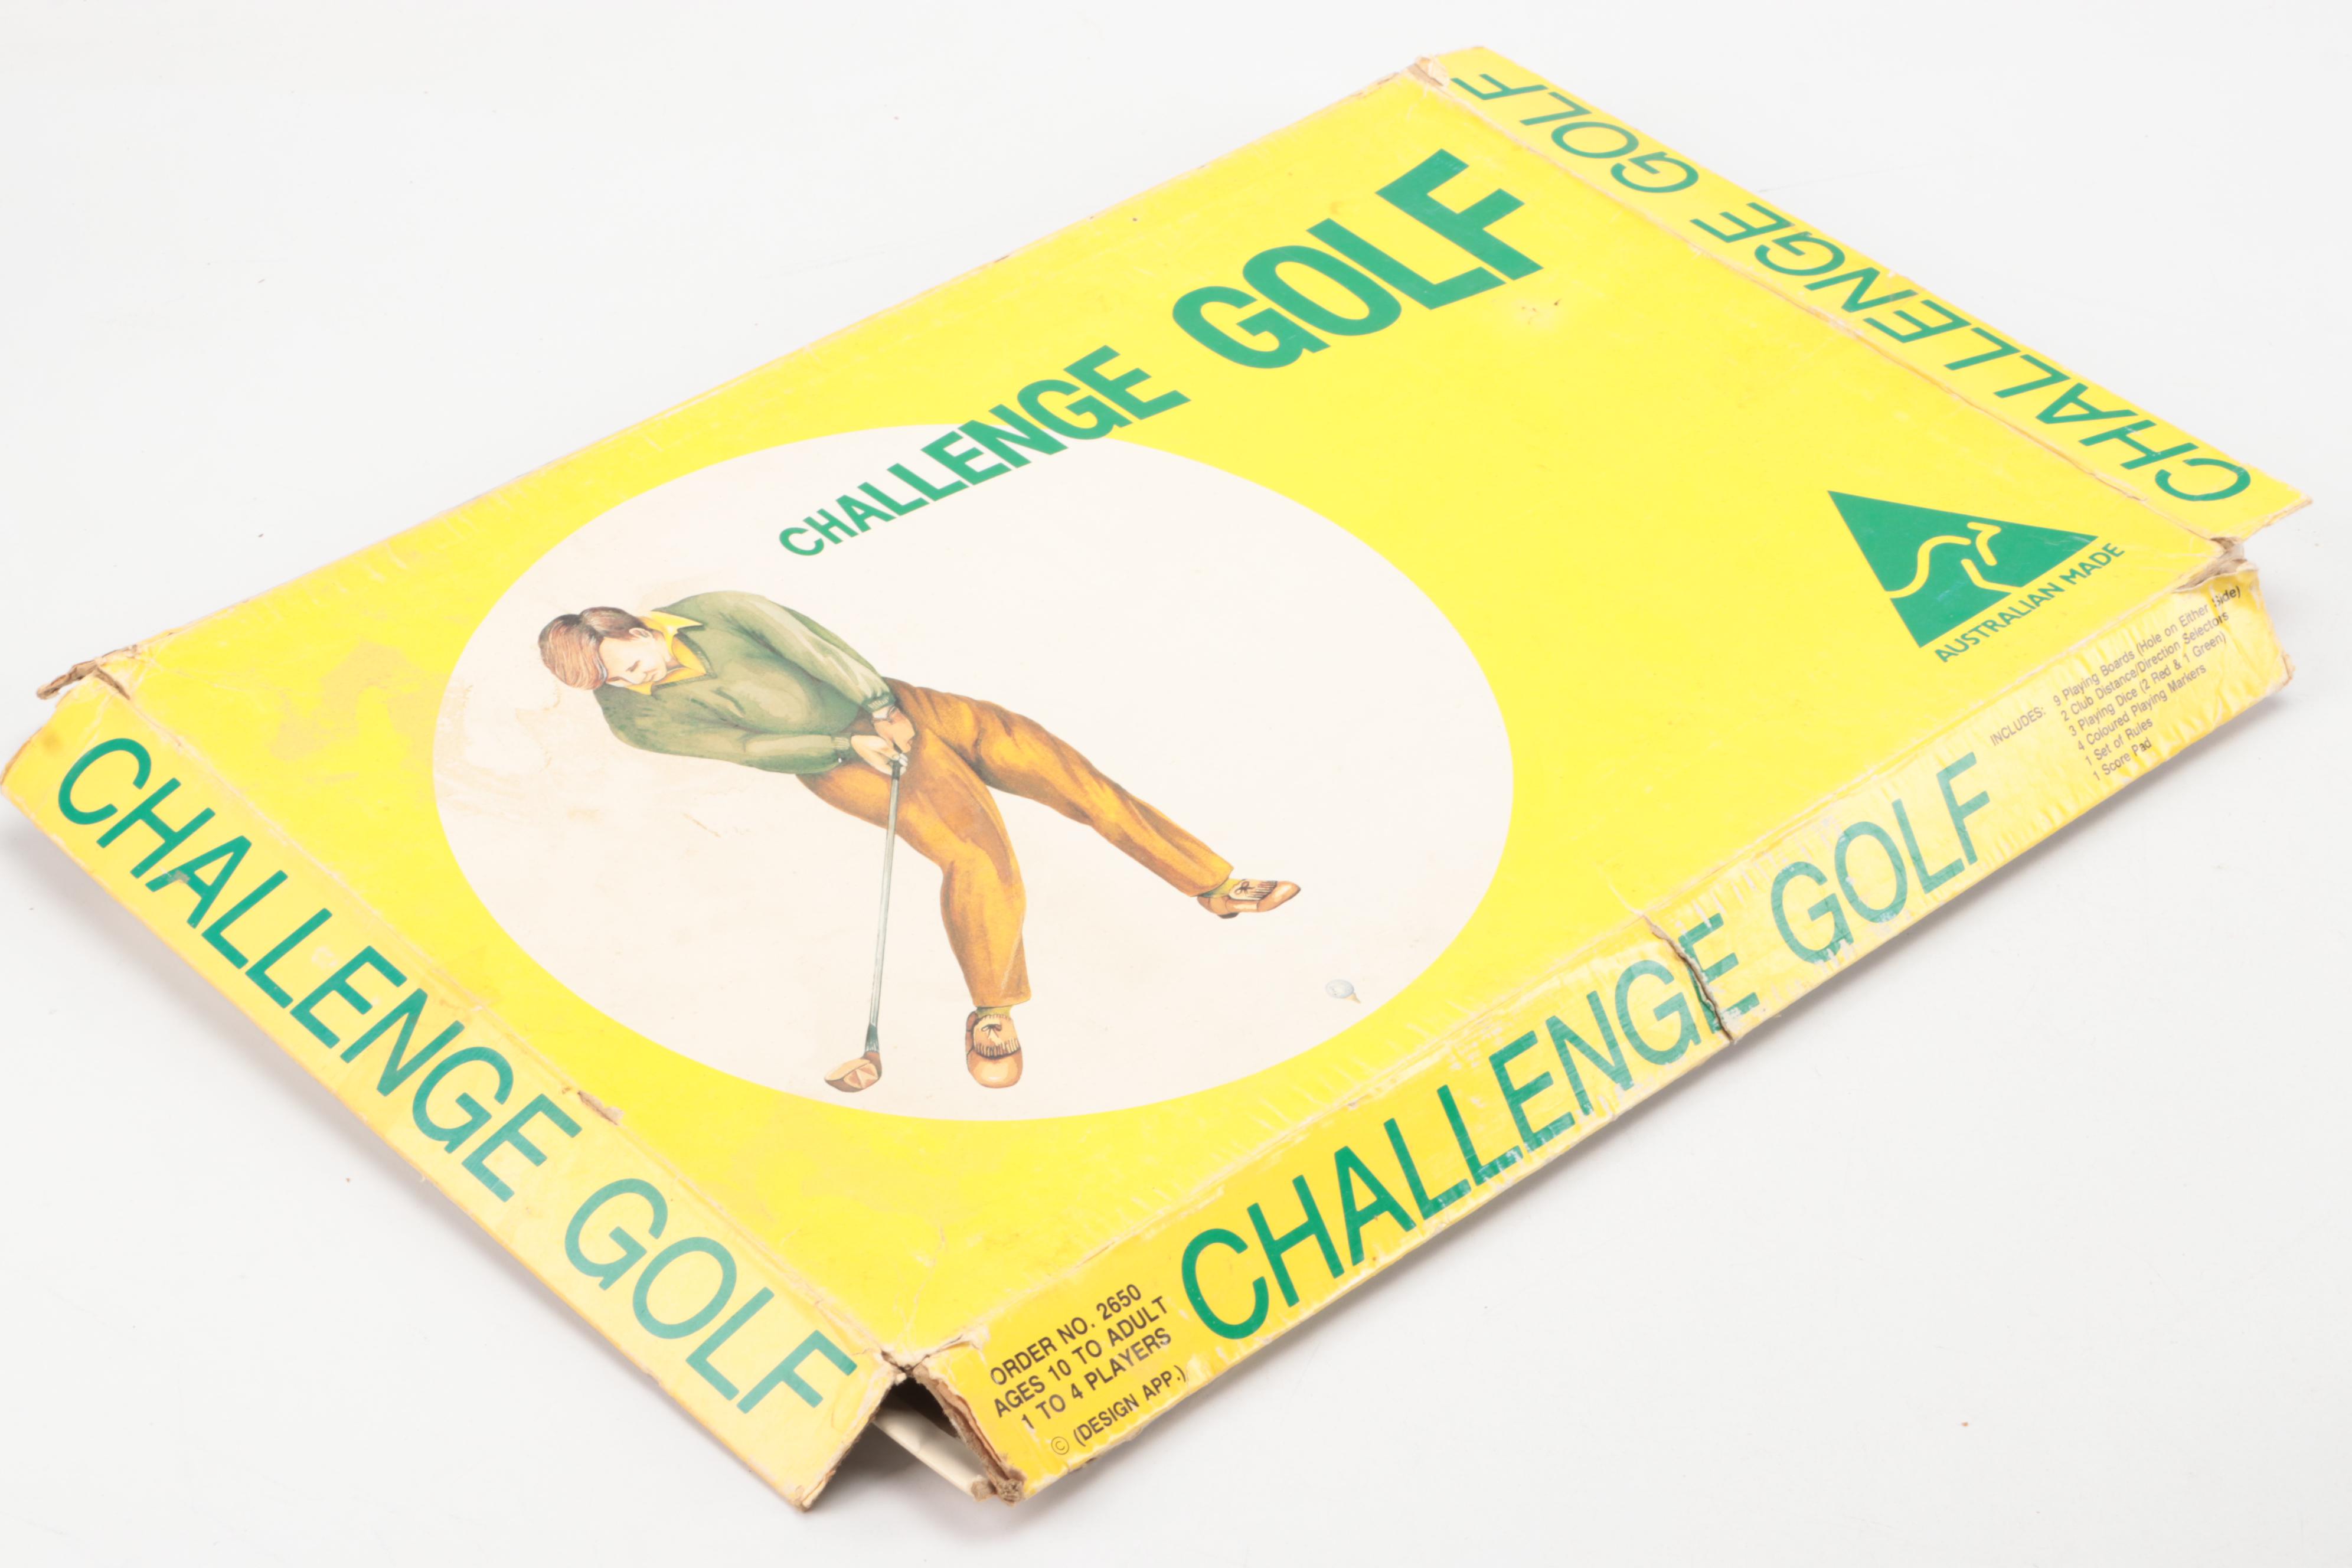 CHALLENGE GOLF
CHALLENGE GOLF
AUSTRALIAN MADE
CHALLENGE GOLF
ORDER NO. 2650
AGES 10 TO ADULT
1 TO 4 PLAYERS
© (DESIGN APP.)
CHALLENGE GOLF
INCLUDES: 9 Playing Boards (Hole on Either Side)
2 Club Distance/Direction Selectors
3 Playing Dice (2 Red & 1 Green)
4 Coloured Playing Markers
1 Set of Rules
1 Score Pad